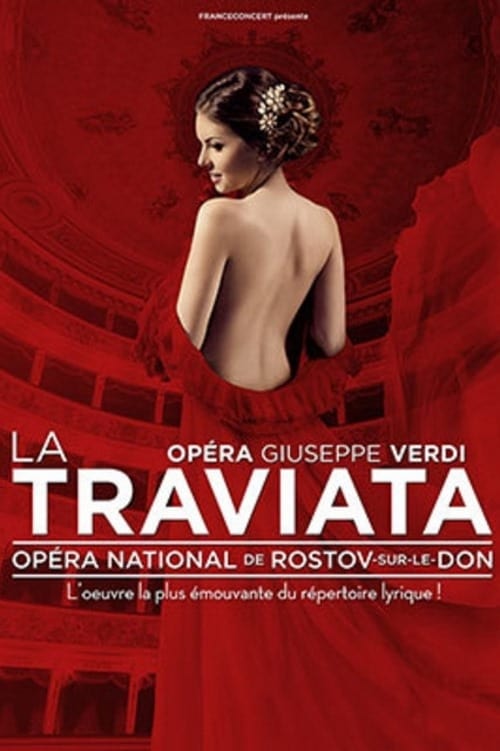 FRANCECONCERT présente
LA
OPÉRA GIUSEPPE VERDI
TRAVIATA
OPÉRA NATIONAL DE ROSTOV-SUR-LE-DON
L'oeuvre la plus émouvante du répertoire lyrique !